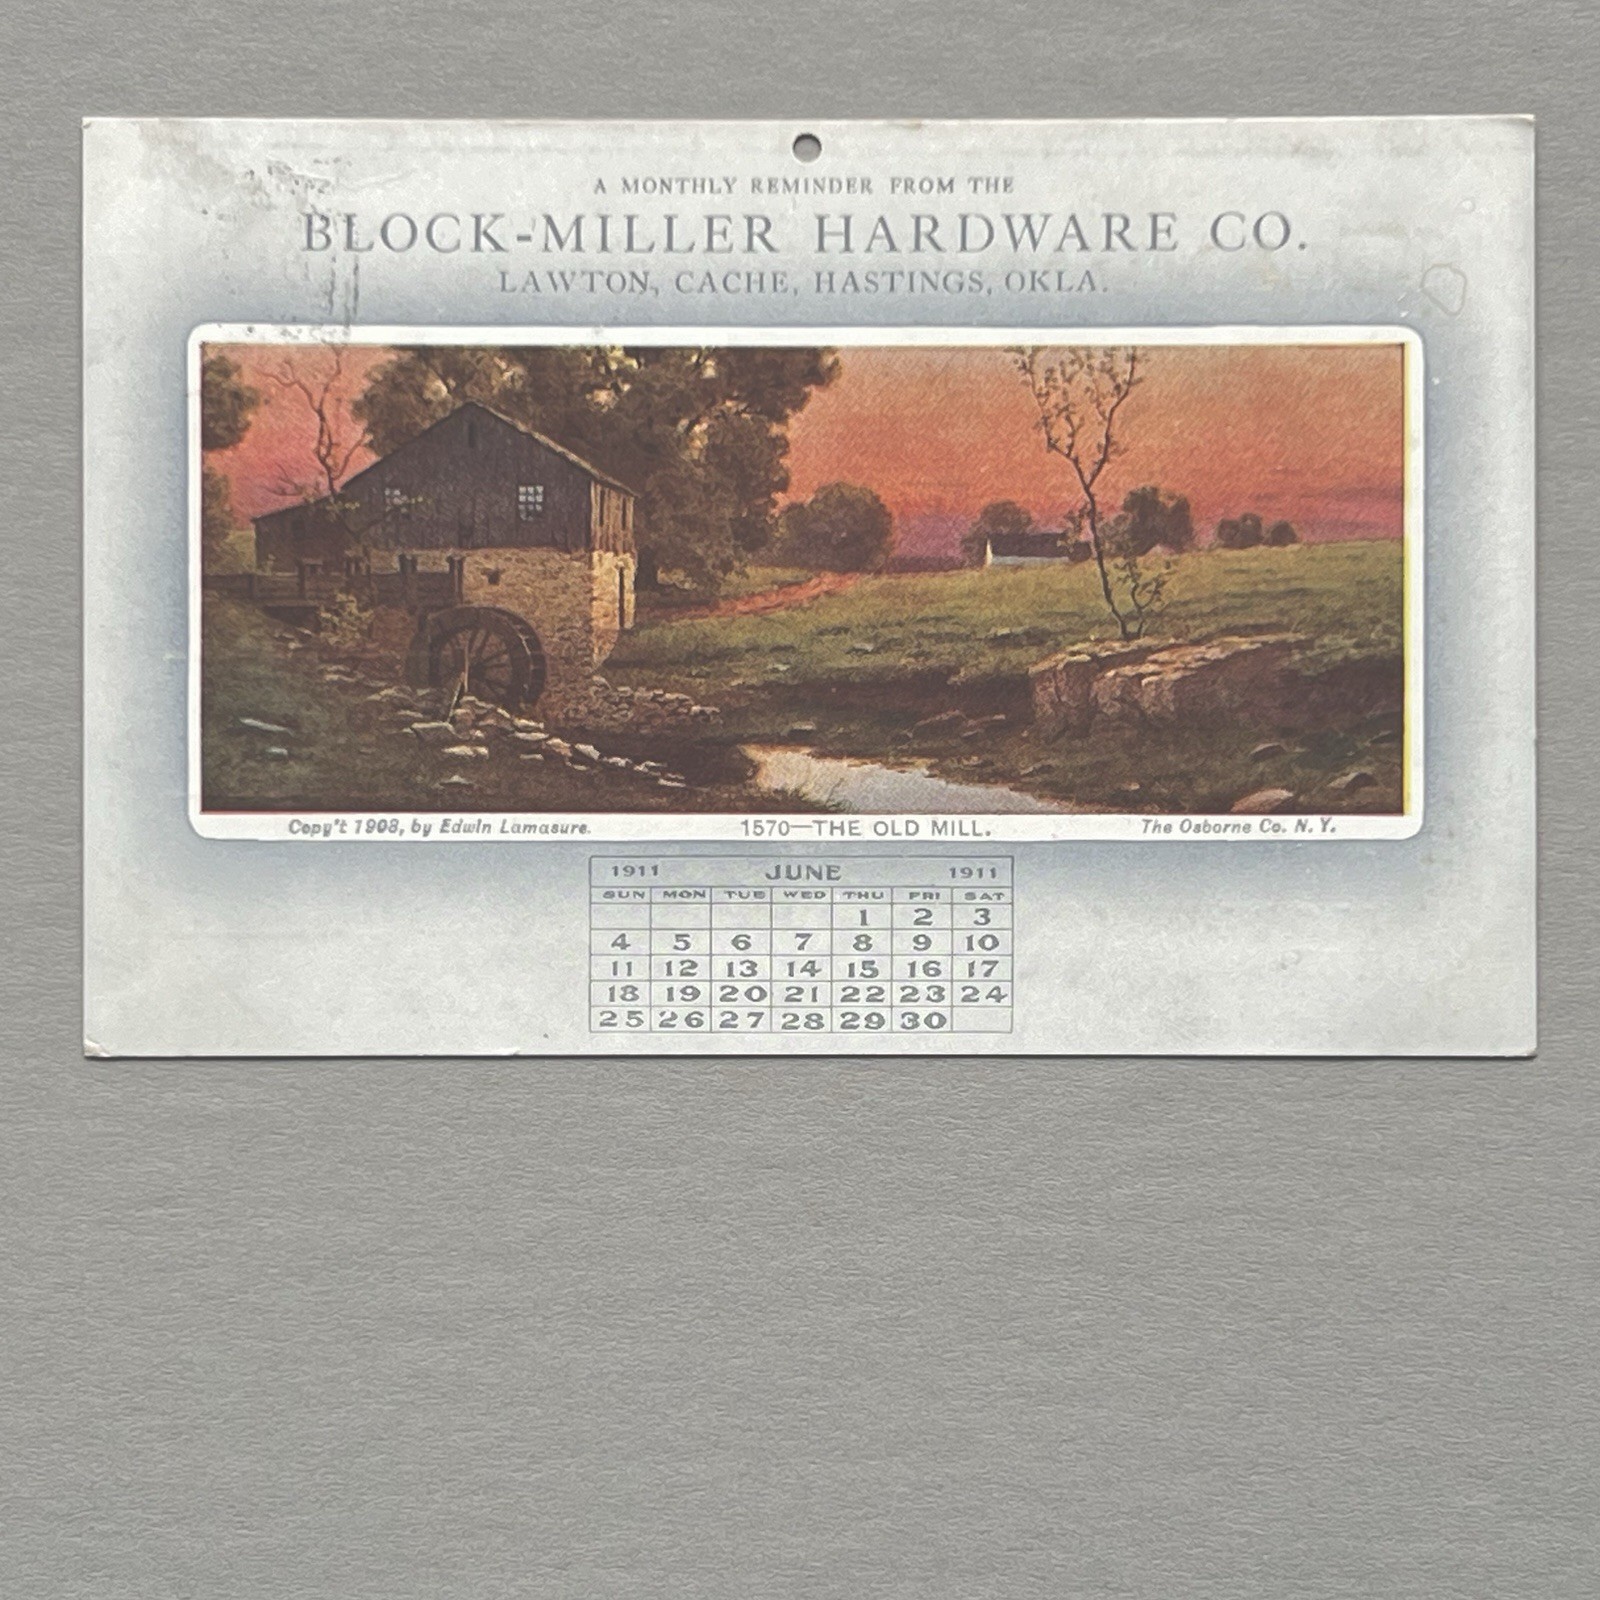 A MONTHLY REMINDER FROM THE
BLOCK-MILLER HARDWARE CO.
LAWTON, CACHE, HASTINGS, OKLA.
Copy't 1908, by Edwin Lamasure. 1570—THE OLD MILL. The Osborne Co. N. Y.
1911 JUNE 1911
SUN MON TUE WED THU FRI SAT
1 2 3
4 5 6 7 8 9 10
11 12 13 14 15 16 17
18 19 20 21 22 23 24
25 26 27 28 29 30